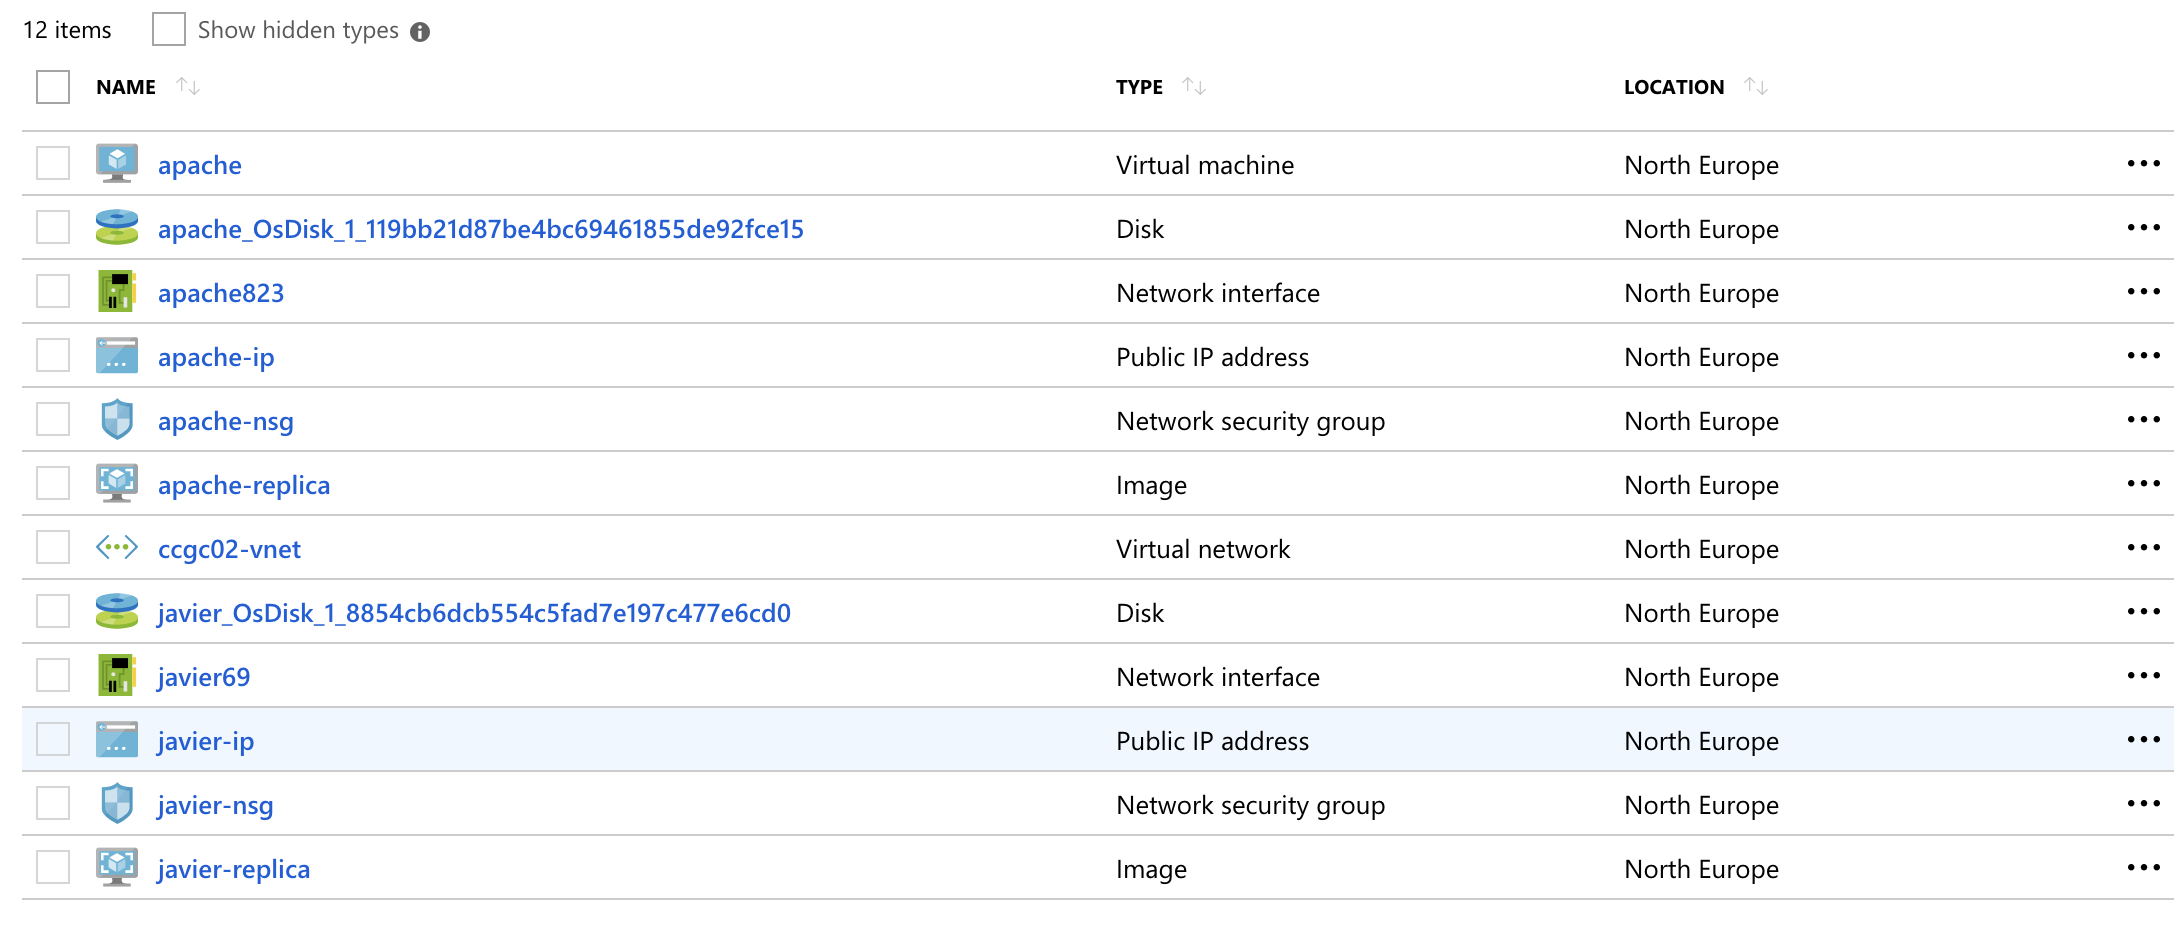 12 items Show hidden types
NAME TYPE LOCATION
apache Virtual machine North Europe
apache_OsDisk_1_119bb21d87be4bc69461855de92fce15 Disk North Europe
apache823 Network interface North Europe
apache-ip Public IP address North Europe
apache-nsg Network security group North Europe
apache-replica Image North Europe
ccgc02-vnet Virtual network North Europe
javier_OsDisk_1_8854cb6dcb554c5fad7e197c477e6cd0 Disk North Europe
javier69 Network interface North Europe
javier-ip Public IP address North Europe
javier-nsg Network security group North Europe
javier-replica Image North Europe